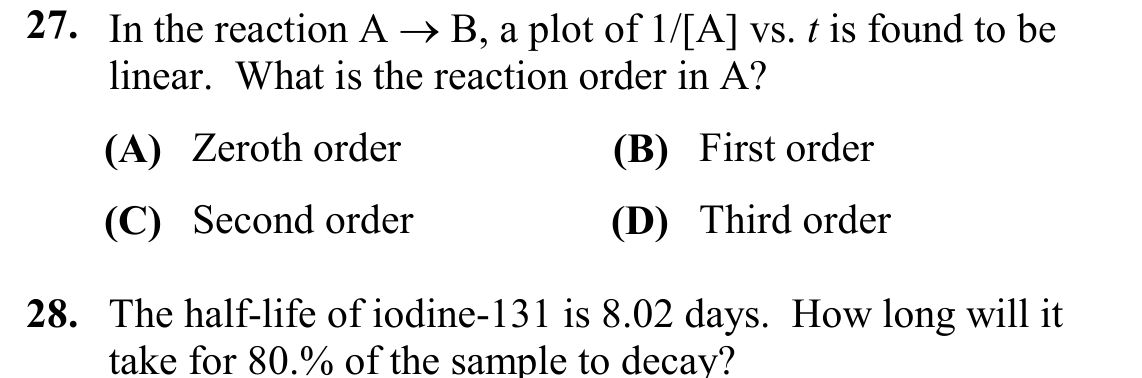 27. In the reaction A → B, a plot of 1/[A] vs. t is found to be
linear. What is the reaction order in A?
(A) Zeroth order (B) First order
(C) Second order (D) Third order
28. The half-life of iodine-131 is 8.02 days. How long will it
take for 80.% of the sample to decay?